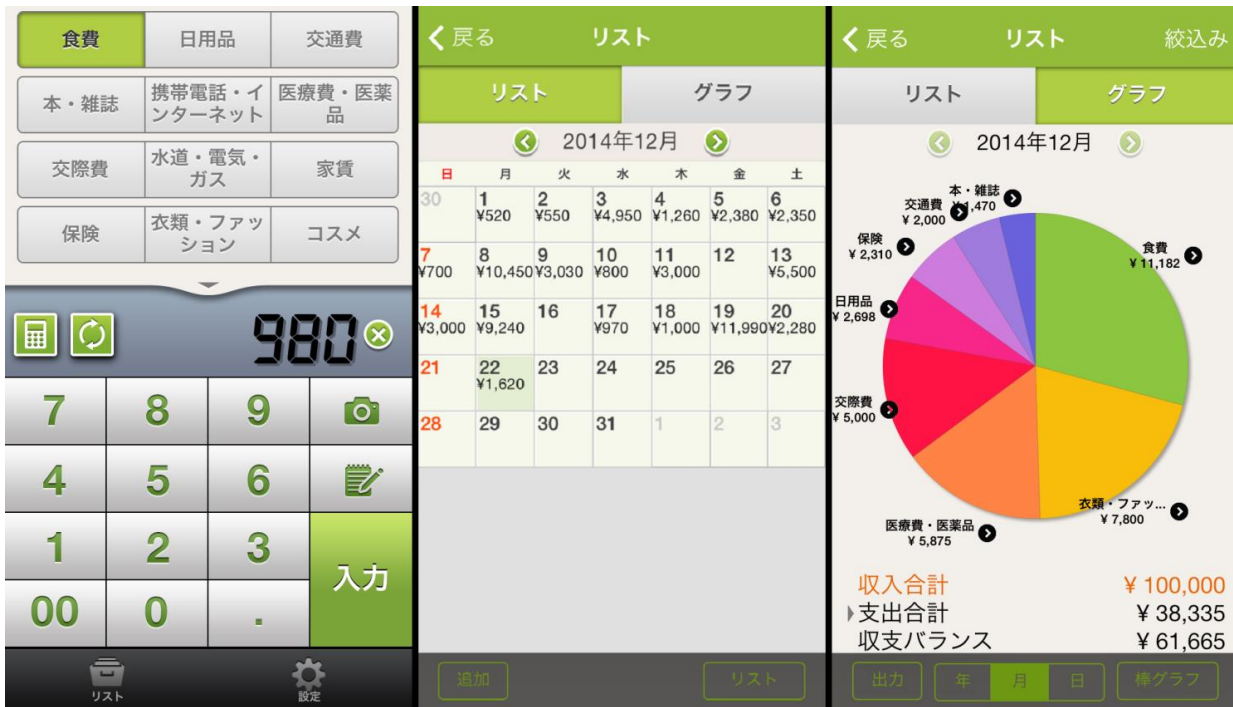 食費
日用品
交通費
本・雑誌
携帯電話・イ
ンターネット
医療費・医薬
品
交際費
水道・電気・
ガス
家賃
保険
衣類・ファッ
ション
コスメ
980
7 8 9
4 5 6
1 2 3
入力
00 0 .
リスト
設定
戻る
リスト
リスト
グラフ
2014年12月
日 月 火 水 木 金 土
30 1 2 3 4 5 6
¥520 ¥550 ¥4,950 ¥1,260 ¥2,380 ¥2,350
7 8 9 10 11 12 13
¥700 ¥10,450 ¥3,030 ¥800 ¥3,000 ¥5,500
14 15 16 17 18 19 20
¥3,000 ¥9,240 ¥970 ¥1,000 ¥11,990 ¥2,280
21 22 23 24 25 26 27
¥1,620
28 29 30 31 1 2 3
追加
リスト
戻る
リスト
絞込み
リスト
グラフ
2014年12月
本・雑誌
¥ 1,470
交通費
¥ 2,000
保険
¥ 2,310
食費
¥ 11,182
日用品
¥ 2,698
交際費
¥ 5,000
衣類・ファッ...
¥ 7,800
医療費・医薬品
¥ 5,875
収入合計 ¥ 100,000
支出合計 ¥ 38,335
収支バランス ¥ 61,665
出力
年 月 日
棒グラフ